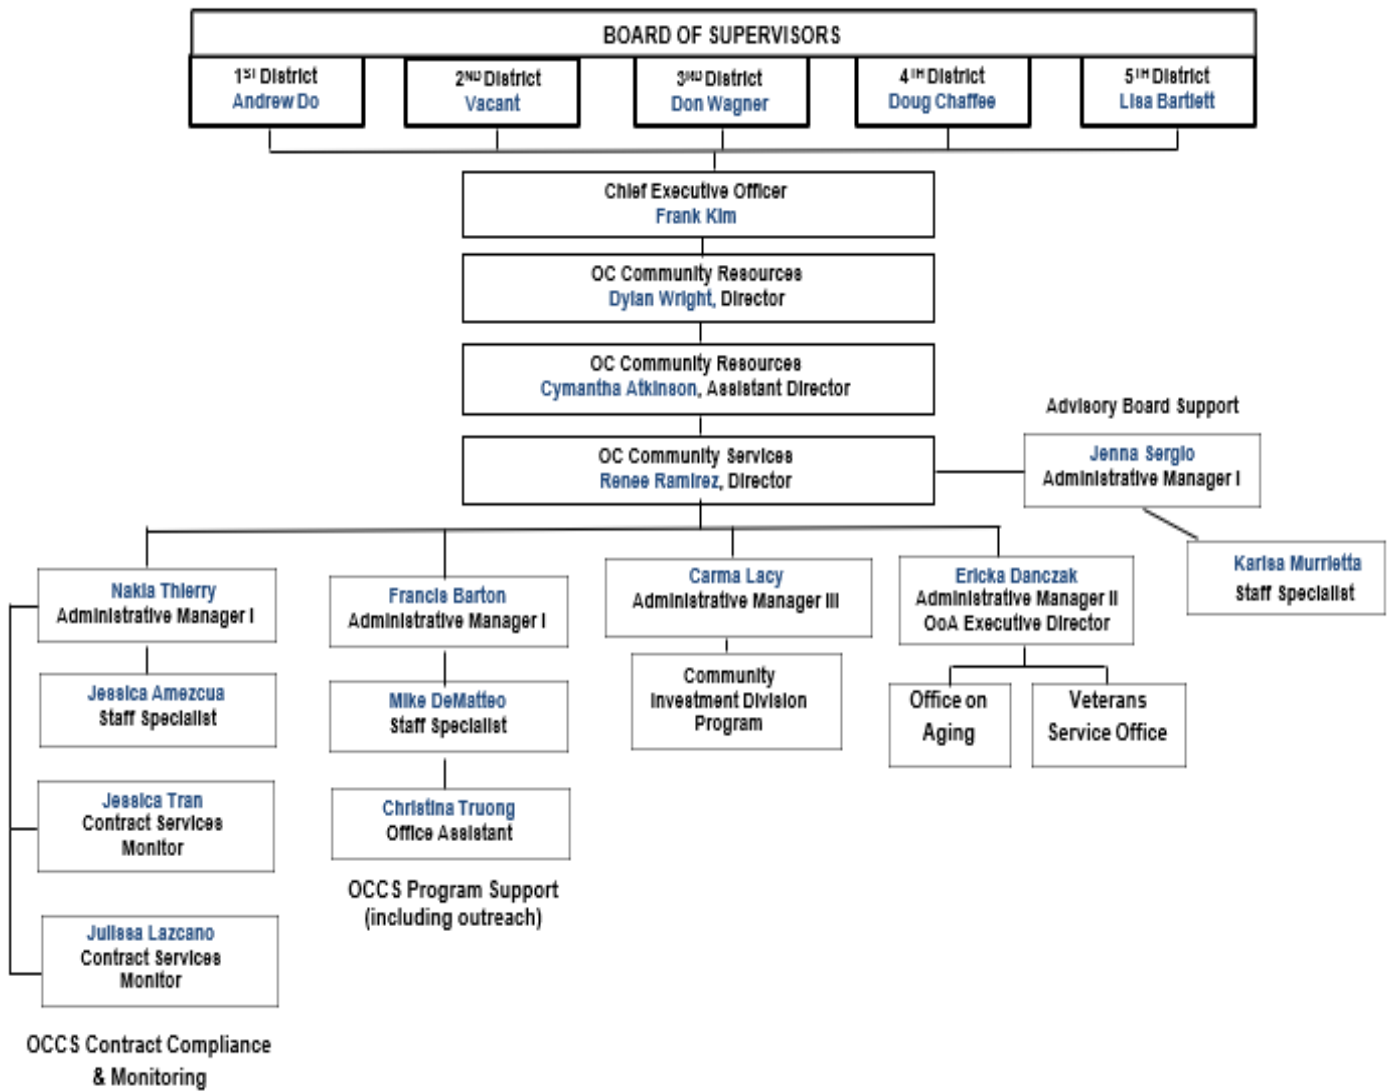 BOARD OF SUPERVISORS
1ST District
Andrew Do
2ND District
Vacant
3RD District
Don Wagner
4TH District
Doug Chaffee
5TH District
Lisa Bartlett
Chief Executive Officer
Frank Kim
OC Community Resources
Dylan Wright, Director
OC Community Resources
Cymantha Atkinson, Assistant Director
OC Community Services
Renee Ramirez, Director
Advisory Board Support
Jenna Sergio
Administrative Manager I
Karisa Murrietta
Staff Specialist
Nakia Thierry
Administrative Manager I
Jessica Amezcua
Staff Specialist
Jessica Tran
Contract Services
Monitor
Julissa Lazcano
Contract Services
Monitor
OCCS Contract Compliance
& Monitoring
Francis Barton
Administrative Manager I
Mike DeMatteo
Staff Specialist
Christina Truong
Office Assistant
OCCS Program Support
(including outreach)
Carma Lacy
Administrative Manager III
Community
Investment Division
Program
Ericka Danczak
Administrative Manager II
OoA Executive Director
Office on
Aging
Veterans
Service Office